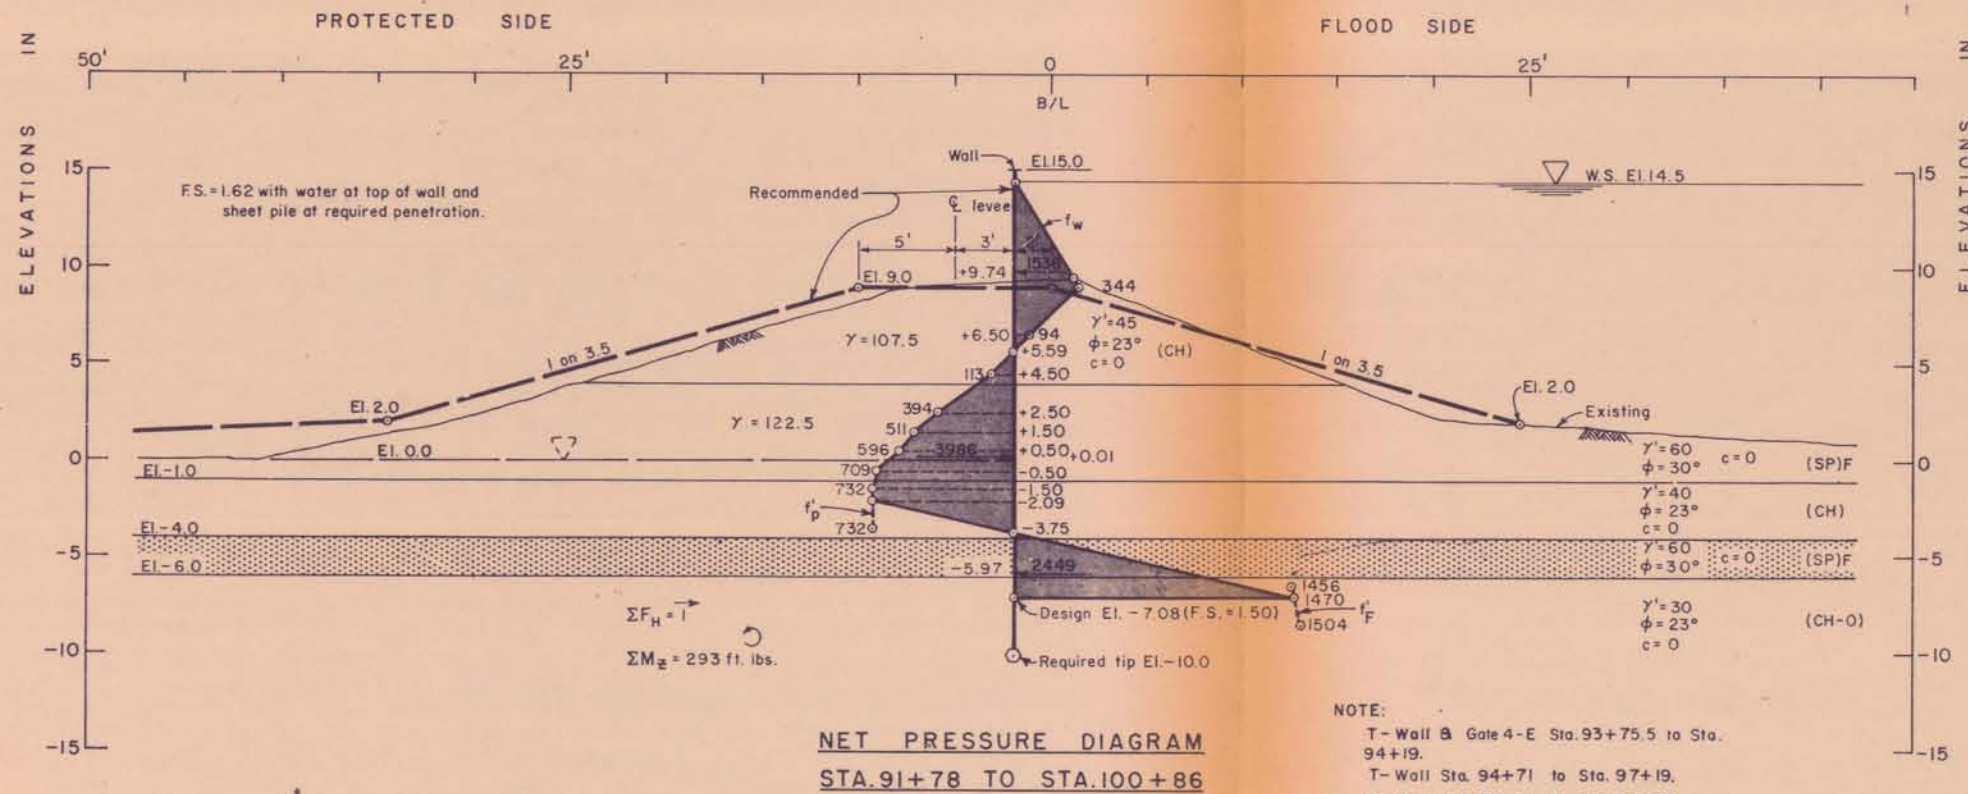 PROTECTED SIDE
FLOOD SIDE
ELEVATIONS IN
ELEVATIONS IN
50' 25' 0 25'
B/L
15
10
5
0
-5
-10
-15
15
10
5
0
-5
-10
-15
F.S.=1.62 with water at top of wall and
sheet pile at required penetration.
Wall
El.15.0
W.S. El.14.5
Recommended
℄ levee
fw
5' 3'
+9.74
1536
El. 9.0
344
γ=107.5
+6.50
94
γ'=45
φ=23° (CH)
c=0
+5.59
1 on 3.5
1 on 3.5
113
+4.50
El. 2.0
El. 2.0
394
+2.50
Existing
γ = 122.5
511
+1.50
596
3986
+0.50
+0.01
El. 0.0
709
-0.50
El.-1.0
732
-1.50
-2.09
f'p
732
-3.75
El.-4.0
El.-6.0
-5.97
2449
γ'=60
φ=30° c=0 (SP)F
γ'=40
φ=23° (CH)
c=0
γ'=60
φ=30° c=0 (SP)F
γ'=30
φ=23° (CH-O)
c=0
1456
1470
f'F
1504
ΣFH = 1
ΣMz = 293 ft. lbs.
Design El. -7.08 (F.S.=1.50)
Required tip El.-10.0
NET PRESSURE DIAGRAM
STA.91+78 TO STA.100+86
NOTE:
T-Wall & Gate 4-E Sta.93+75.5 to Sta.
94+19.
T-Wall Sta. 94+71 to Sta. 97+19.